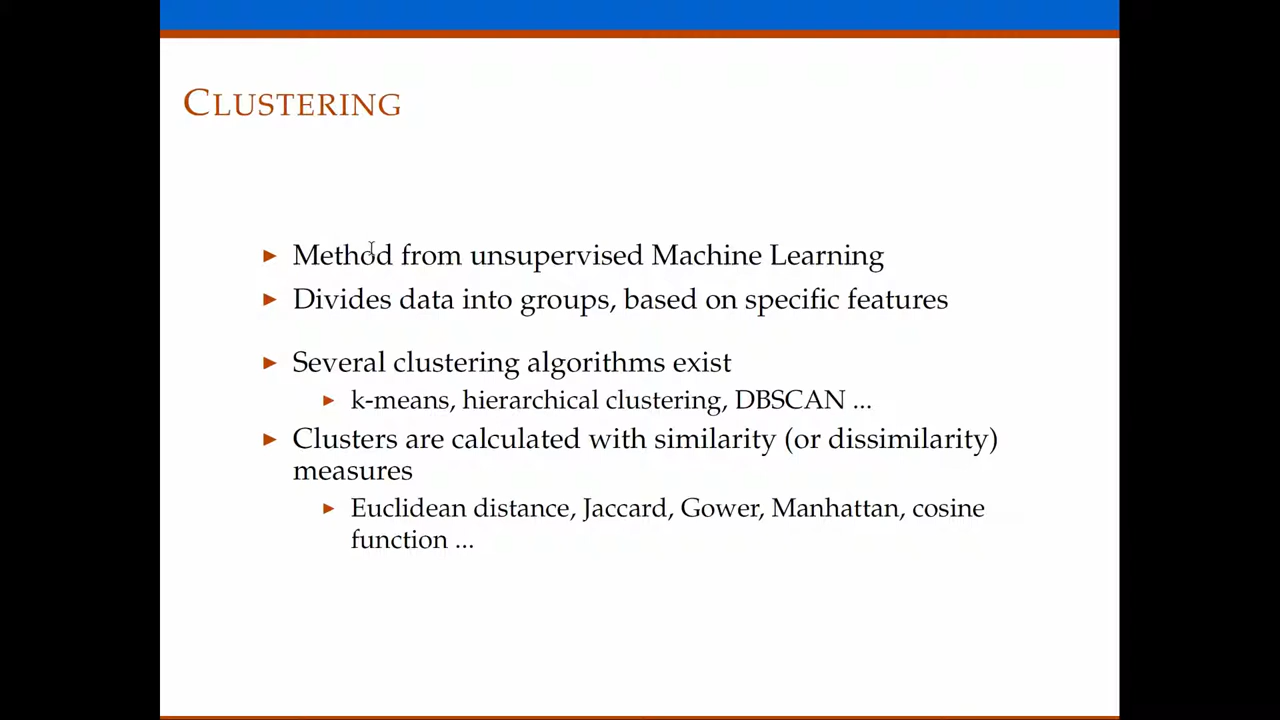 CLUSTERING
Method from unsupervised Machine Learning
Divides data into groups, based on specific features
Several clustering algorithms exist
k-means, hierarchical clustering, DBSCAN ...
Clusters are calculated with similarity (or dissimilarity)
measures
Euclidean distance, Jaccard, Gower, Manhattan, cosine
function ...